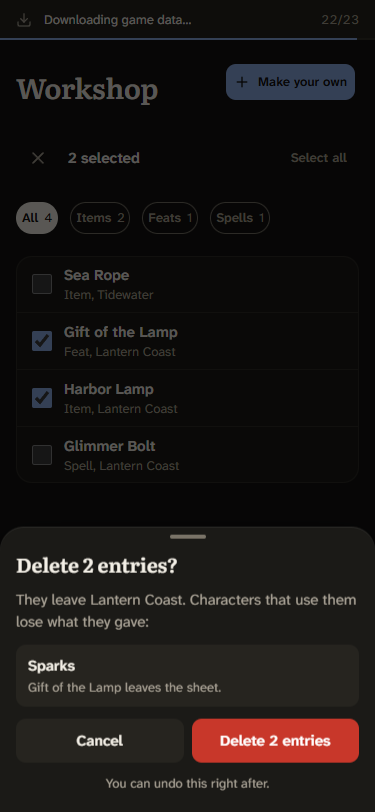 Downloading game data... 22/23
Workshop
Make your own
2 selected
Select all
All 4
Items 2
Feats 1
Spells 1
Sea Rope
Item, Tidewater
Gift of the Lamp
Feat, Lantern Coast
Harbor Lamp
Item, Lantern Coast
Glimmer Bolt
Spell, Lantern Coast
Delete 2 entries?
They leave Lantern Coast. Characters that use them
lose what they gave:
Sparks
Gift of the Lamp leaves the sheet.
Cancel
Delete 2 entries
You can undo this right after.